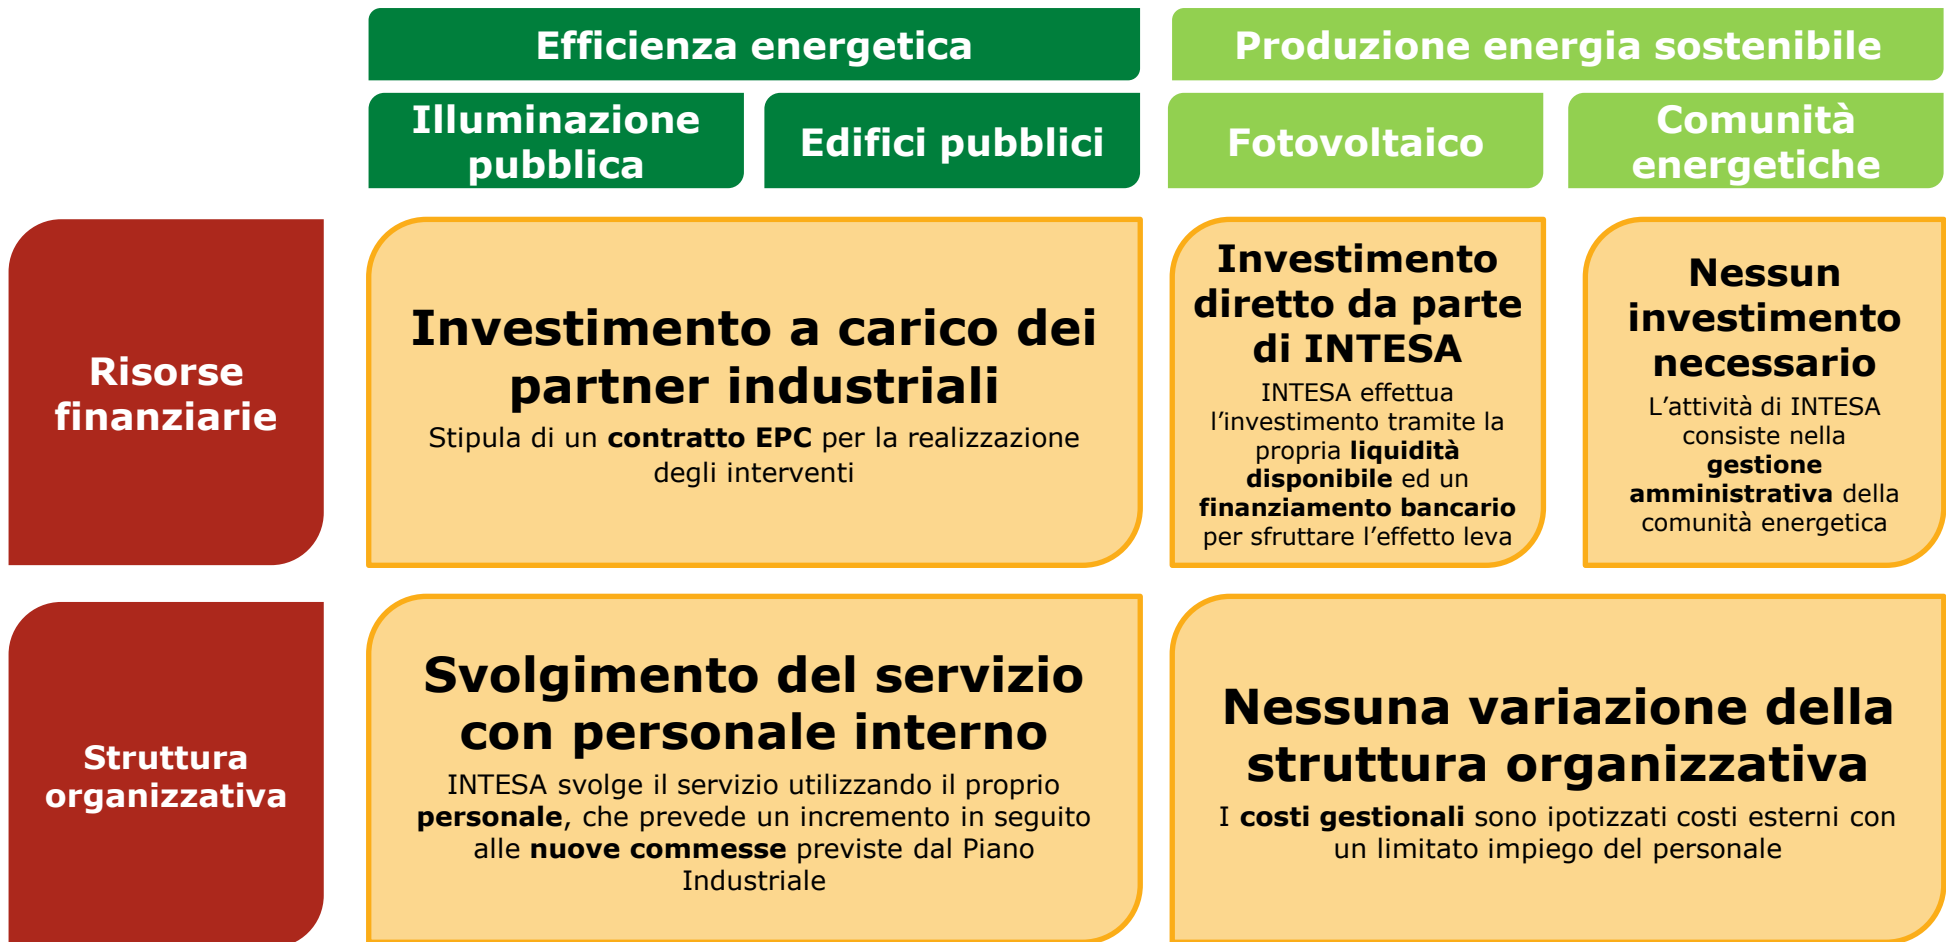 Efficienza energetica
Produzione energia sostenibile
Illuminazione
pubblica
Edifici pubblici
Fotovoltaico
Comunità
energetiche
Risorse
finanziarie
Investimento a carico dei
partner industriali
Stipula di un contratto EPC per la realizzazione
degli interventi
Investimento
diretto da parte
di INTESA
INTESA effettua
l’investimento tramite la
propria liquidità
disponibile ed un
finanziamento bancario
per sfruttare l’effetto leva
Nessun
investimento
necessario
L’attività di INTESA
consiste nella
gestione
amministrativa della
comunità energetica
Struttura
organizzativa
Svolgimento del servizio
con personale interno
INTESA svolge il servizio utilizzando il proprio
personale, che prevede un incremento in seguito
alle nuove commesse previste dal Piano
Industriale
Nessuna variazione della
struttura organizzativa
I costi gestionali sono ipotizzati costi esterni con
un limitato impiego del personale